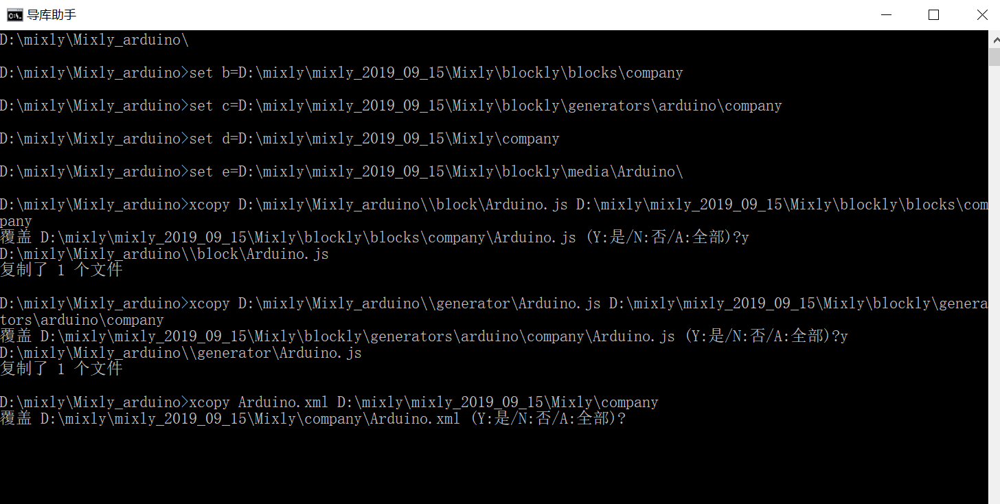 导库助手
D:\mixly\Mixly_arduino\
D:\mixly\Mixly_arduino>set b=D:\mixly\mixly_2019_09_15\Mixly\blockly\blocks\company
D:\mixly\Mixly_arduino>set c=D:\mixly\mixly_2019_09_15\Mixly\blockly\generators\arduino\company
D:\mixly\Mixly_arduino>set d=D:\mixly\mixly_2019_09_15\Mixly\company
D:\mixly\Mixly_arduino>set e=D:\mixly\mixly_2019_09_15\Mixly\blockly\media\Arduino\
D:\mixly\Mixly_arduino>xcopy D:\mixly\Mixly_arduino\\block\Arduino.js D:\mixly\mixly_2019_09_15\Mixly\blockly\blocks\com
pany
覆盖 D:\mixly\mixly_2019_09_15\Mixly\blockly\blocks\company\Arduino.js (Y:是/N:否/A:全部)?y
D:\mixly\Mixly_arduino\\block\Arduino.js
复制了 1 个文件
D:\mixly\Mixly_arduino>xcopy D:\mixly\Mixly_arduino\\generator\Arduino.js D:\mixly\mixly_2019_09_15\Mixly\blockly\genera
tors\arduino\company
覆盖 D:\mixly\mixly_2019_09_15\Mixly\blockly\generators\arduino\company\Arduino.js (Y:是/N:否/A:全部)?y
D:\mixly\Mixly_arduino\\generator\Arduino.js
复制了 1 个文件
D:\mixly\Mixly_arduino>xcopy Arduino.xml D:\mixly\mixly_2019_09_15\Mixly\company
覆盖 D:\mixly\mixly_2019_09_15\Mixly\company\Arduino.xml (Y:是/N:否/A:全部)?